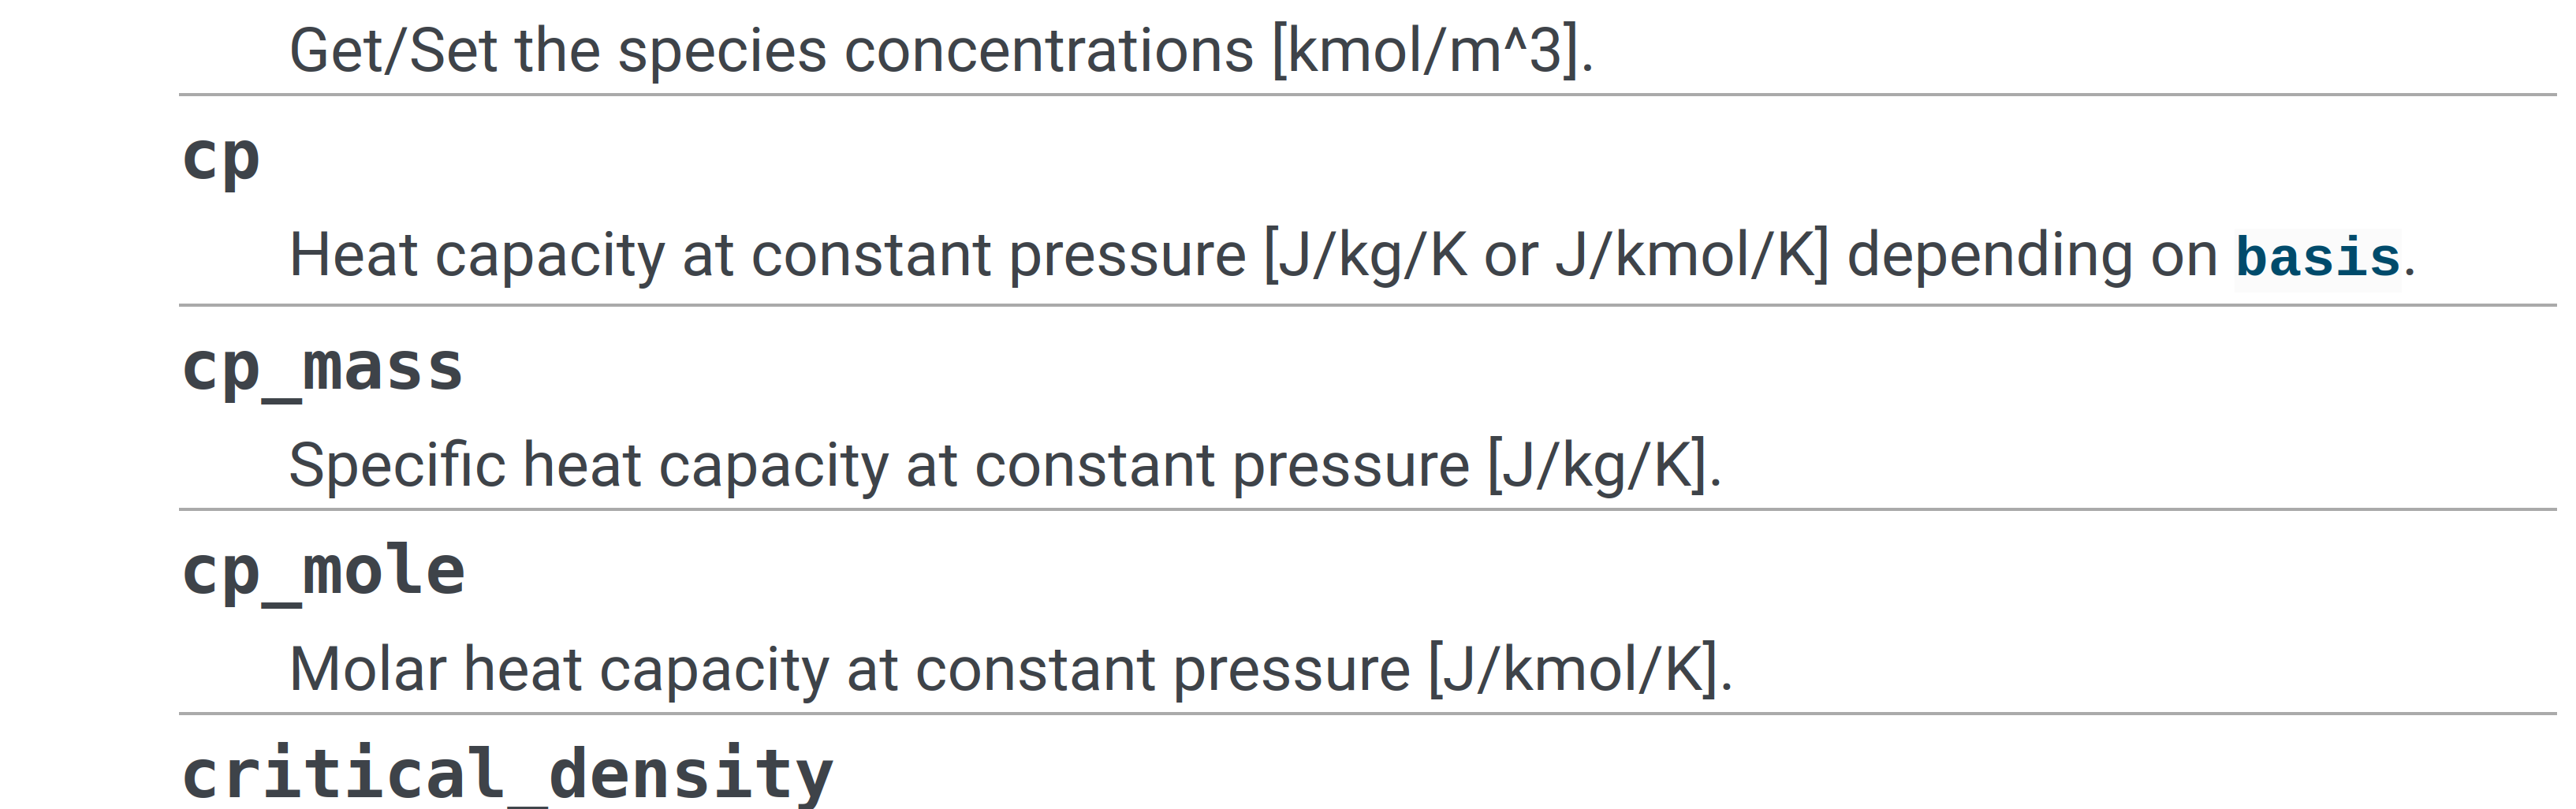 Get/Set the species concentrations [kmol/m^3].
cp
Heat capacity at constant pressure [J/kg/K or J/kmol/K] depending on basis.
cp_mass
Specific heat capacity at constant pressure [J/kg/K].
cp_mole
Molar heat capacity at constant pressure [J/kmol/K].
critical_density